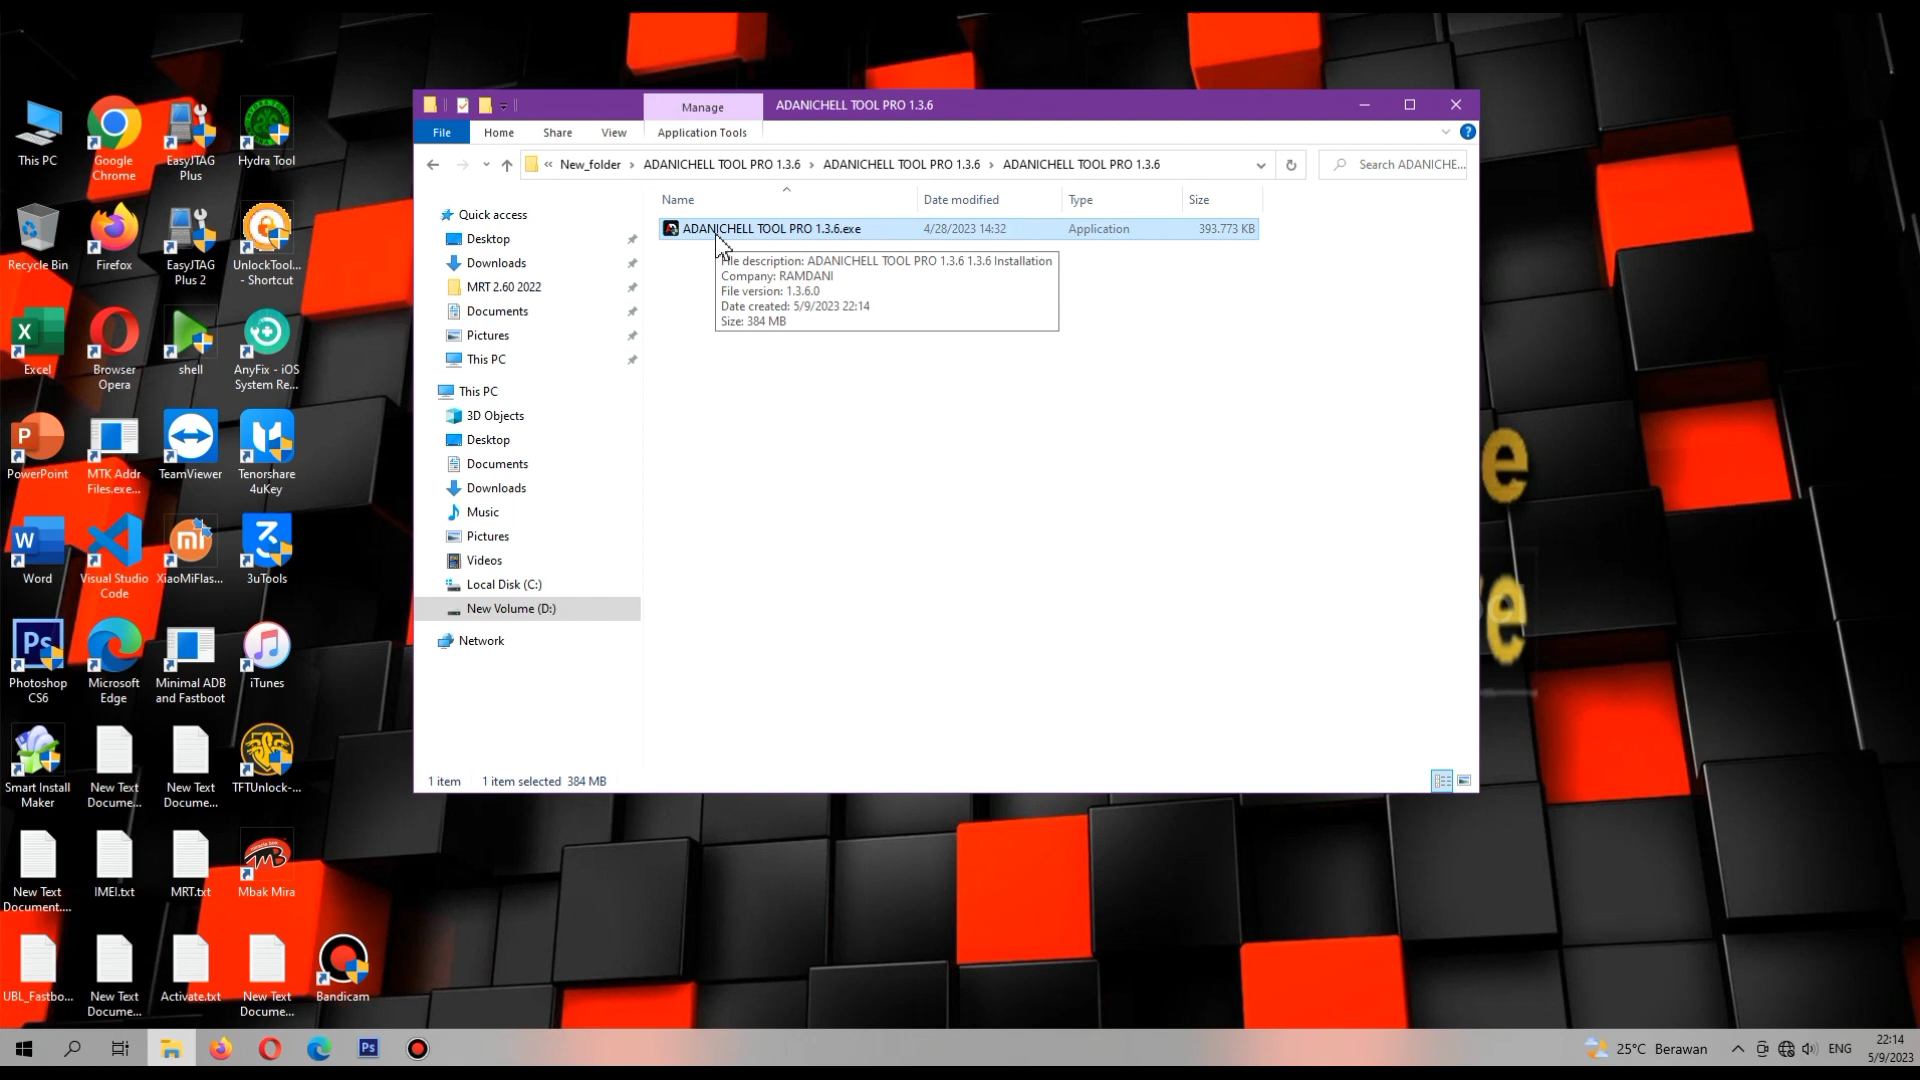 This PC
Google
Chrome
EasyJTAG
Plus
Hydra Tool
Recycle Bin
Firefox
EasyJTAG
Plus 2
UnlockTool...
- Shortcut
Excel
Browser
Opera
shell
AnyFix - iOS
System Re...
PowerPoint
MTK Addr
Files.exe...
TeamViewer
Tenorshare
4uKey
Word
Visual Studio
Code
XiaoMiFlas...
3uTools
Photoshop
CS6
Microsoft
Edge
Minimal ADB
and Fastboot
iTunes
Smart Install
Maker
New Text
Docume...
New Text
Docume...
TFTUnlock-...
New Text
Document....
IMEI.txt
MRT.txt
Mbak Mira
UBL_Fastbo...
New Text
Docume...
Activate.txt
New Text
Docume...
Bandicam
Manage
ADANICHELL TOOL PRO 1.3.6
File
Home
Share
View
Application Tools
« New_folder › ADANICHELL TOOL PRO 1.3.6 › ADANICHELL TOOL PRO 1.3.6 › ADANICHELL TOOL PRO 1.3.6
Search ADANICHE...
Quick access
Desktop
Downloads
MRT 2.60 2022
Documents
Pictures
This PC
This PC
3D Objects
Desktop
Documents
Downloads
Music
Pictures
Videos
Local Disk (C:)
New Volume (D:)
Network
Name Date modified Type Size
ADANICHELL TOOL PRO 1.3.6.exe 4/28/2023 14:32 Application 393.773 KB
File description: ADANICHELL TOOL PRO 1.3.6 1.3.6 Installation
Company: RAMDANI
File version: 1.3.6.0
Date created: 5/9/2023 22:14
Size: 384 MB
1 item 1 item selected 384 MB
e
e
25°C Berawan
ENG
22:14
5/9/2023